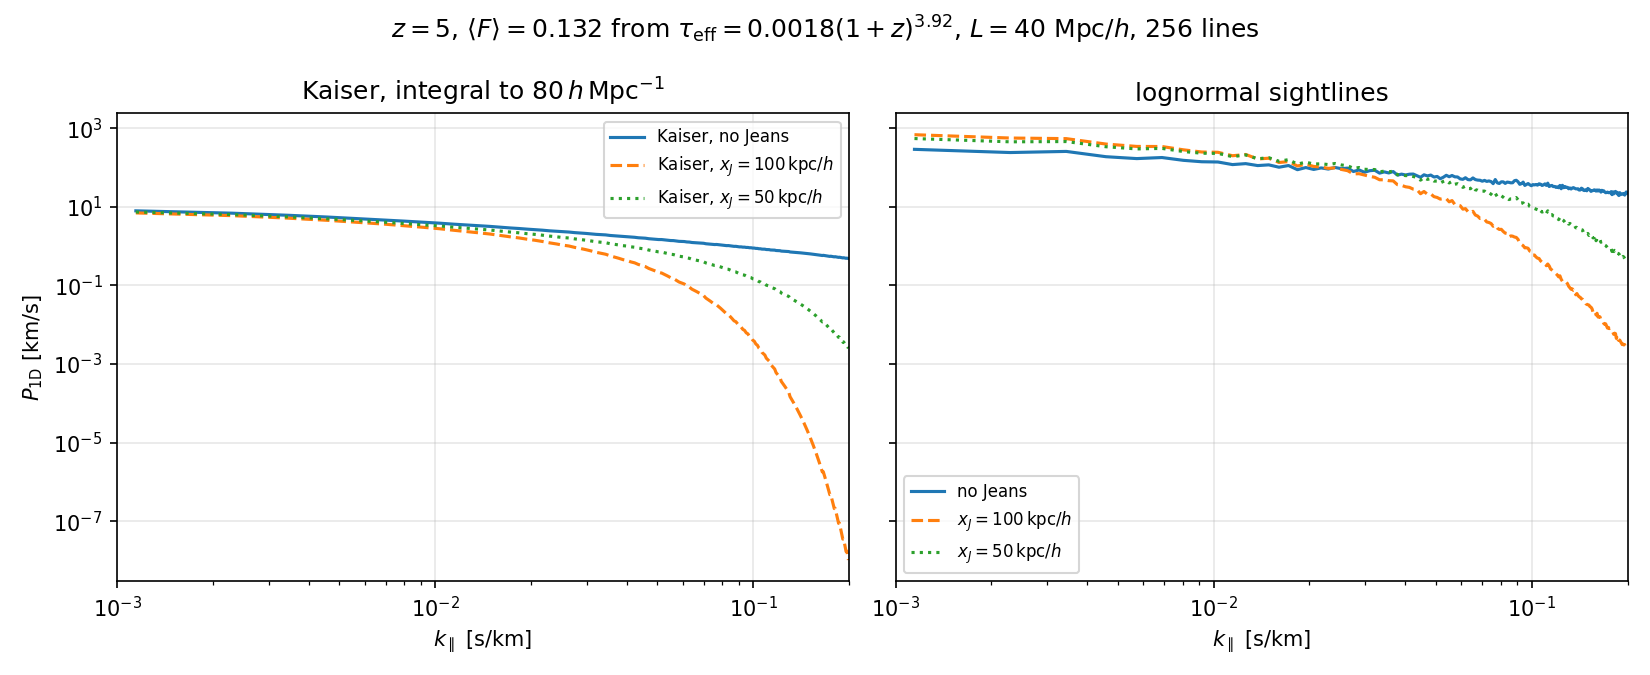 z = 5, ⟨F⟩ = 0.132 from τ_eff = 0.0018(1 + z)^3.92, L = 40 Mpc/h, 256 lines
Kaiser, integral to 80 h Mpc⁻¹
10³
10¹
10⁻¹
10⁻³
10⁻⁵
10⁻⁷
P_1D [km/s]
Kaiser, no Jeans
Kaiser, x_J = 100 kpc/h
Kaiser, x_J = 50 kpc/h
10⁻³
10⁻²
10⁻¹
k_∥ [s/km]
lognormal sightlines
no Jeans
x_J = 100 kpc/h
x_J = 50 kpc/h
10⁻³
10⁻²
10⁻¹
k_∥ [s/km]